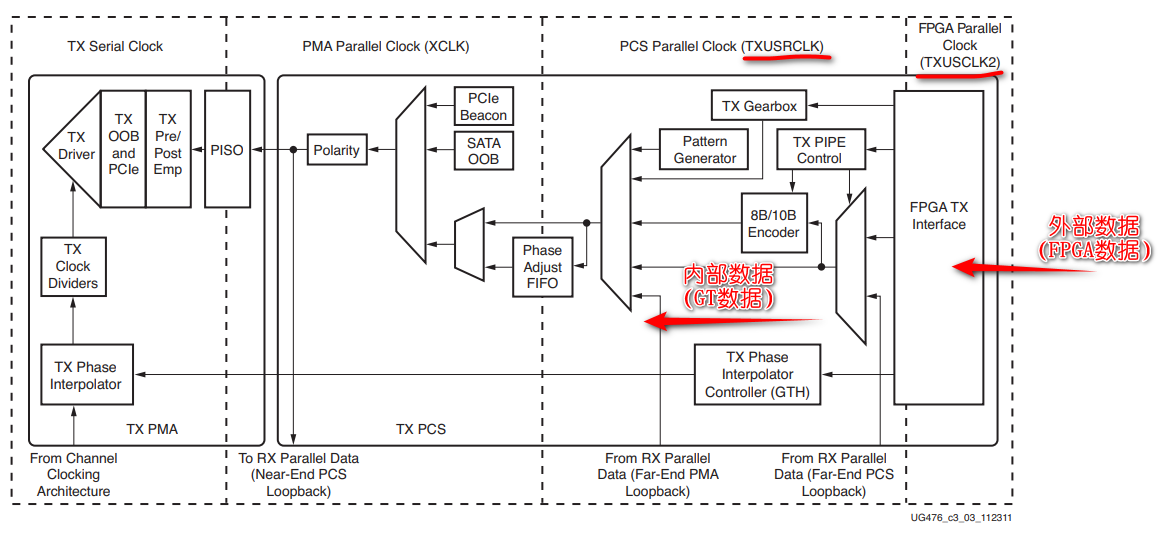 TX Serial Clock
PMA Parallel Clock (XCLK)
PCS Parallel Clock (TXUSRCLK)
FPGA Parallel
Clock
(TXUSCLK2)
TX
Driver
TX
OOB
and
PCIe
TX
Pre/
Post
Emp
PISO
Polarity
PCIe
Beacon
SATA
OOB
TX Gearbox
Pattern
Generator
TX PIPE
Control
8B/10B
Encoder
FPGA TX
Interface
Phase
Adjust
FIFO
TX
Clock
Dividers
TX Phase
Interpolator
TX Phase
Interpolator
Controller (GTH)
外部数据
(FPGA数据)
内部数据
(GT数据)
TX PMA
TX PCS
From Channel
Clocking
Architecture
To RX Parallel Data
(Near-End PCS
Loopback)
From RX Parallel
Data (Far-End PMA
Loopback)
From RX Parallel
Data (Far-End PCS
Loopback)
UG476_c3_03_112311